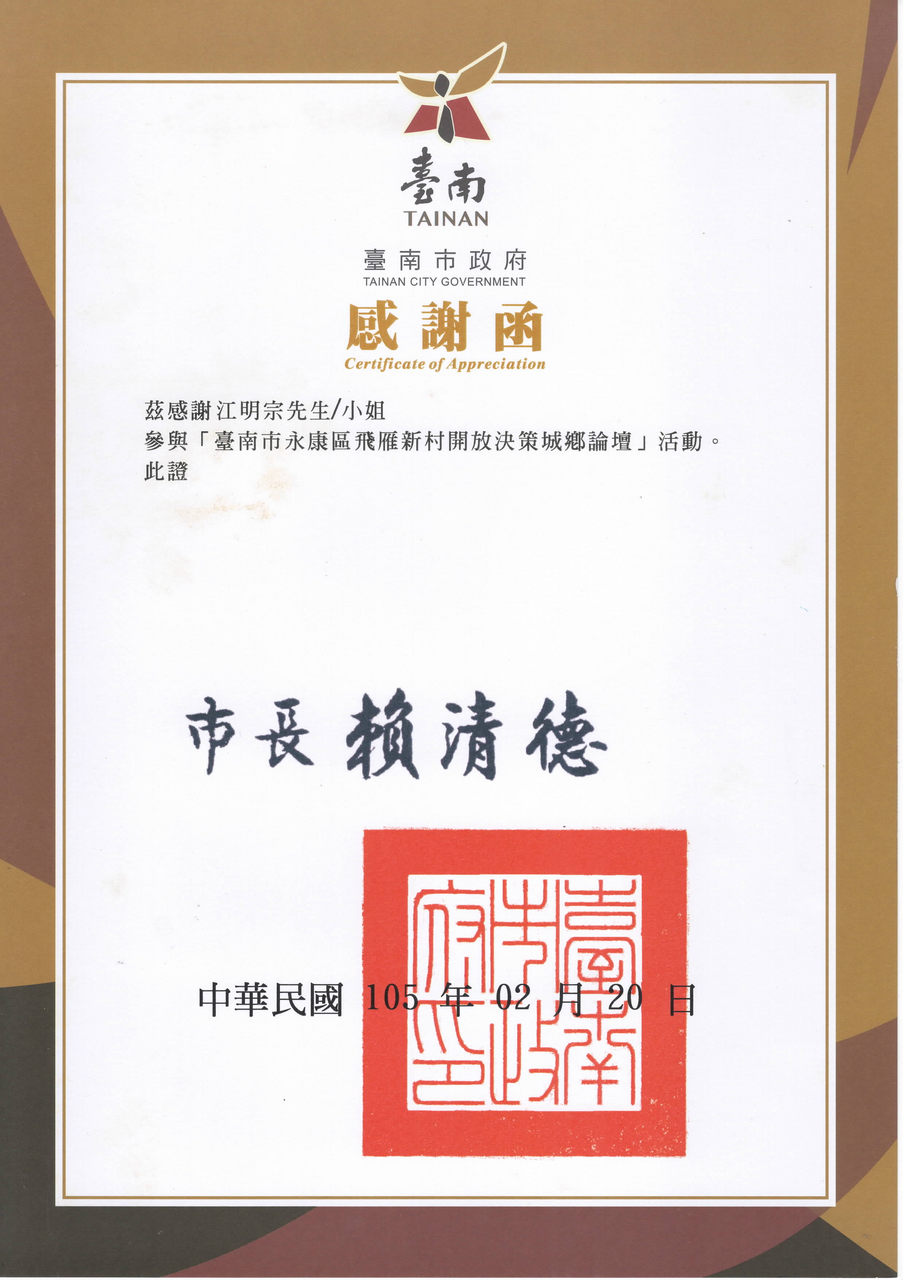 臺南
TAINAN
臺南市政府
TAINAN CITY GOVERNMENT
感謝函
Certificate of Appreciation
茲感謝江明宗先生/小姐
參與「臺南市永康區飛雁新村開放決策城鄉論壇」活動。
此證
市長 賴清德
中華民國 105 年 02 月 20 日
臺南市政府印